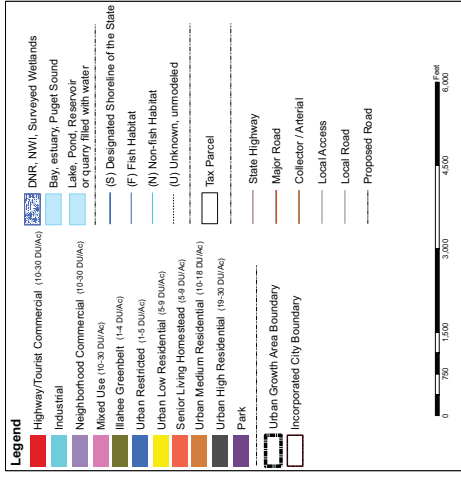 Legend
Highway/Tourist Commercial (10-30 DU/Ac)
Industrial
Neighborhood Commercial (10-30 DU/Ac)
Mixed Use (10-30 DU/Ac)
Illahee Greenbelt (1-4 DU/Ac)
Urban Restricted (1-5 DU/Ac)
Urban Low Residential (5-9 DU/Ac)
Senior Living Homestead (5-9 DU/Ac)
Urban Medium Residential (10-18 DU/Ac)
Urban High Residential (19-30 DU/Ac)
Park
Urban Growth Area Boundary
Incorporated City Boundary
DNR, NWI, Surveyed Wetlands
Bay, estuary, Puget Sound
Lake, Pond, Reservoir
or quarry filled with water
(S) Designated Shoreline of the State
(F) Fish Habitat
(N) Non-fish Habitat
(U) Unknown, unmodeled
Tax Parcel
State Highway
Major Road
Collector / Arterial
Local Access
Local Road
Proposed Road
0 750 1,500 3,000 4,500 6,000
Feet